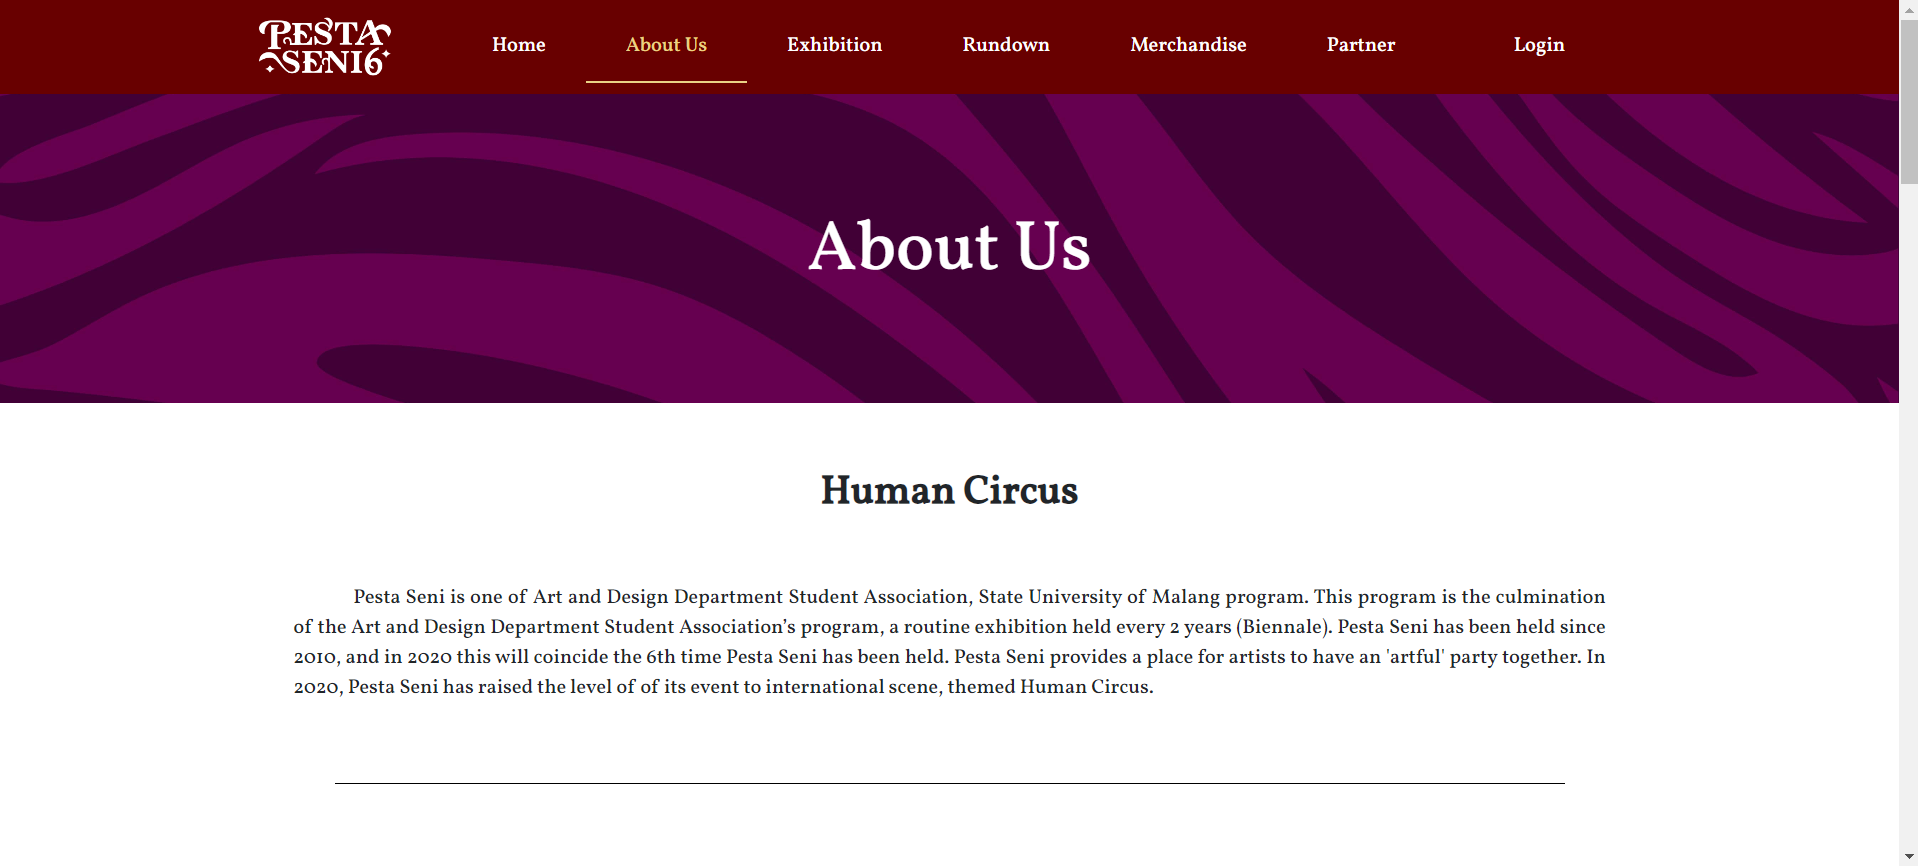 PESTA
SENI6
Home
About Us
Exhibition
Rundown
Merchandise
Partner
Login
About Us
Human Circus
Pesta Seni is one of Art and Design Department Student Association, State University of Malang program. This program is the culmination
of the Art and Design Department Student Association’s program, a routine exhibition held every 2 years (Biennale). Pesta Seni has been held since
2010, and in 2020 this will coincide the 6th time Pesta Seni has been held. Pesta Seni provides a place for artists to have an 'artful' party together. In
2020, Pesta Seni has raised the level of of its event to international scene, themed Human Circus.